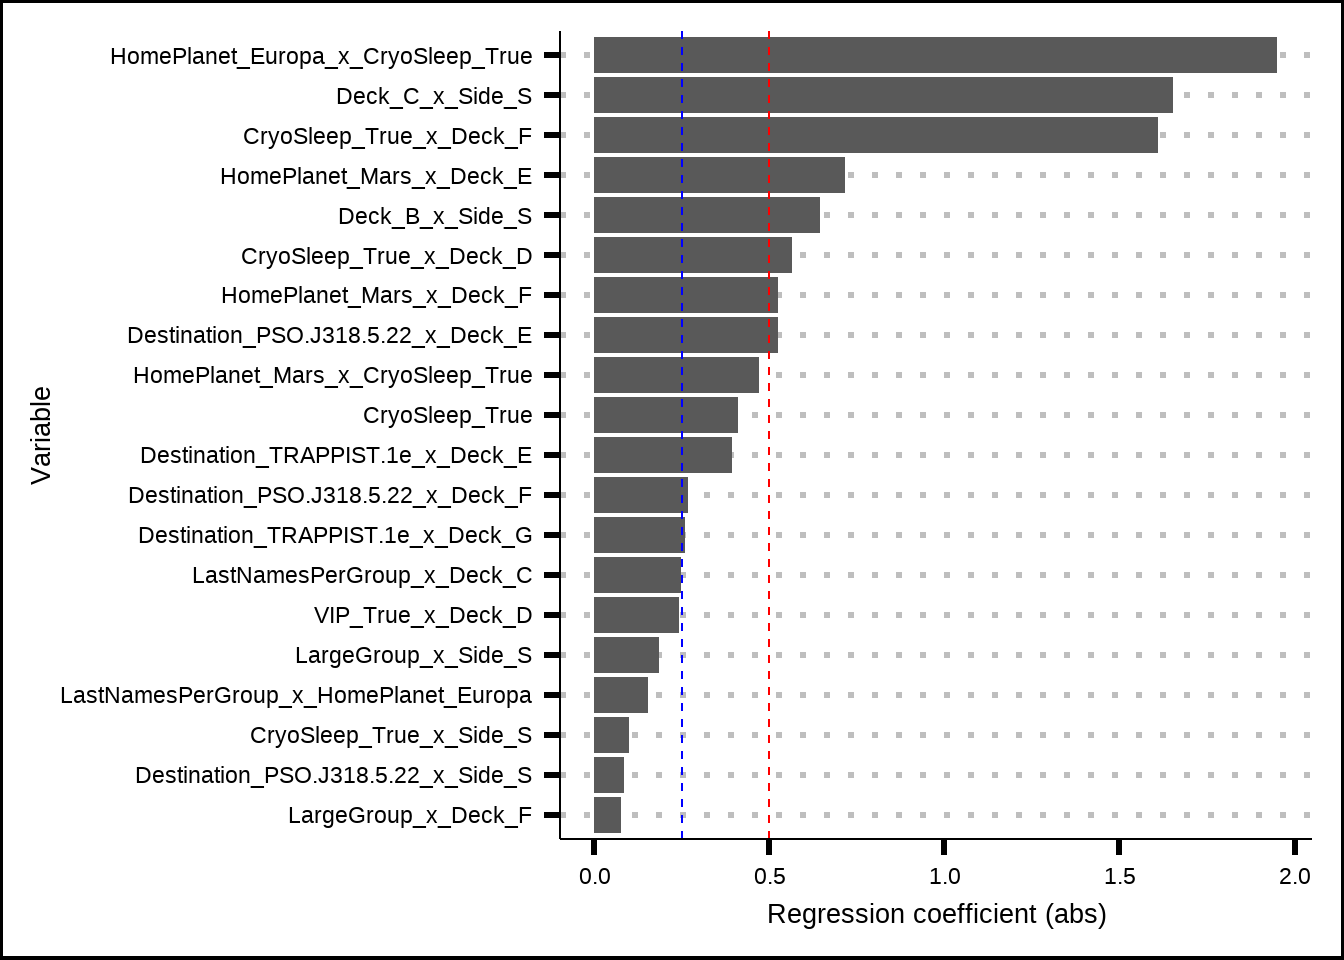 HomePlanet_Europa_x_CryoSleep_True
Deck_C_x_Side_S
CryoSleep_True_x_Deck_F
HomePlanet_Mars_x_Deck_E
Deck_B_x_Side_S
CryoSleep_True_x_Deck_D
HomePlanet_Mars_x_Deck_F
Destination_PSO.J318.5.22_x_Deck_E
HomePlanet_Mars_x_CryoSleep_True
CryoSleep_True
Destination_TRAPPIST.1e_x_Deck_E
Destination_PSO.J318.5.22_x_Deck_F
Destination_TRAPPIST.1e_x_Deck_G
LastNamesPerGroup_x_Deck_C
VIP_True_x_Deck_D
LargeGroup_x_Side_S
LastNamesPerGroup_x_HomePlanet_Europa
CryoSleep_True_x_Side_S
Destination_PSO.J318.5.22_x_Side_S
LargeGroup_x_Deck_F
Variable
0.0 0.5 1.0 1.5 2.0
Regression coefficient (abs)